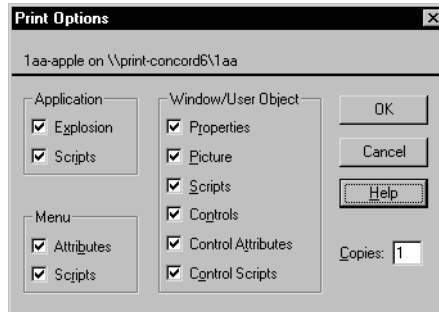 Print Options
1aa-apple on \\print-concord6\1aa
Application
Explosion
Scripts
Menu
Attributes
Scripts
Window/User Object
Properties
Picture
Scripts
Controls
Control Attributes
Control Scripts
OK
Cancel
Help
Copies: 1